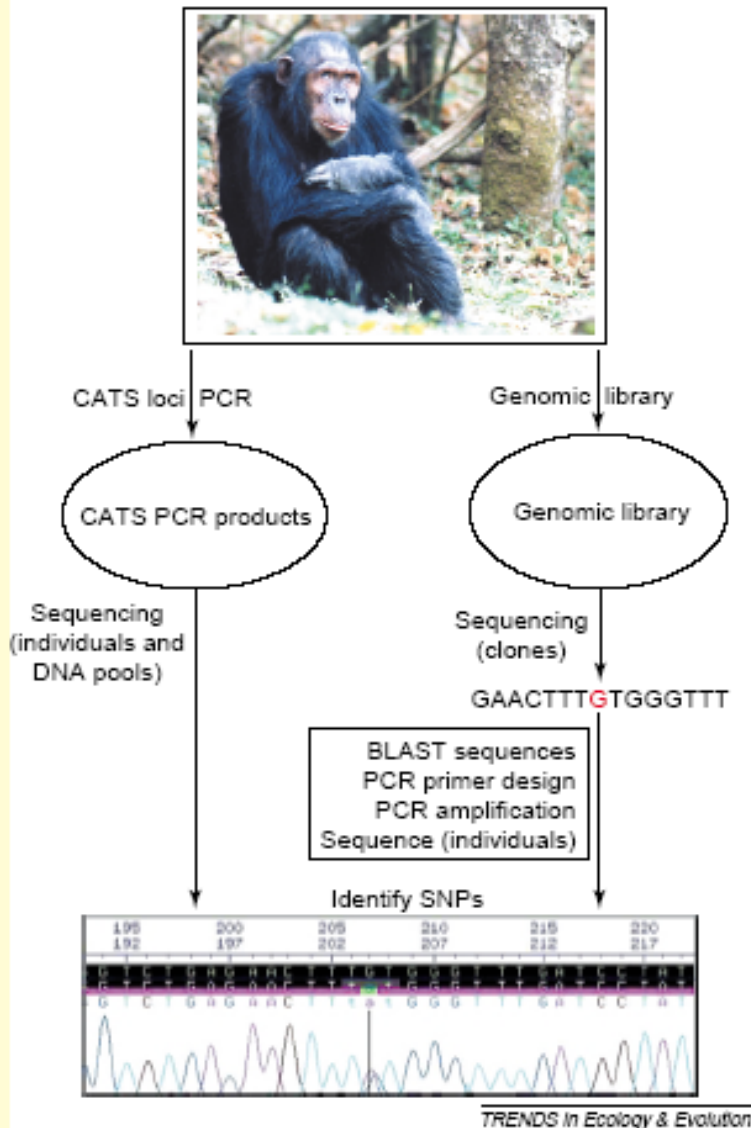 CATS loci PCR
Genomic library
CATS PCR products
Genomic library
Sequencing
(individuals and
DNA pools)
Sequencing
(clones)
GAACTTTGTGGGTTT
BLAST sequences
PCR primer design
PCR amplification
Sequence (individuals)
Identify SNPs
195 200 205 210 215 220
192 197 202 207 212 217
G T C T G A G A A C T T t a t G G G T T T G A T C C T A T
TRENDS in Ecology & Evolution